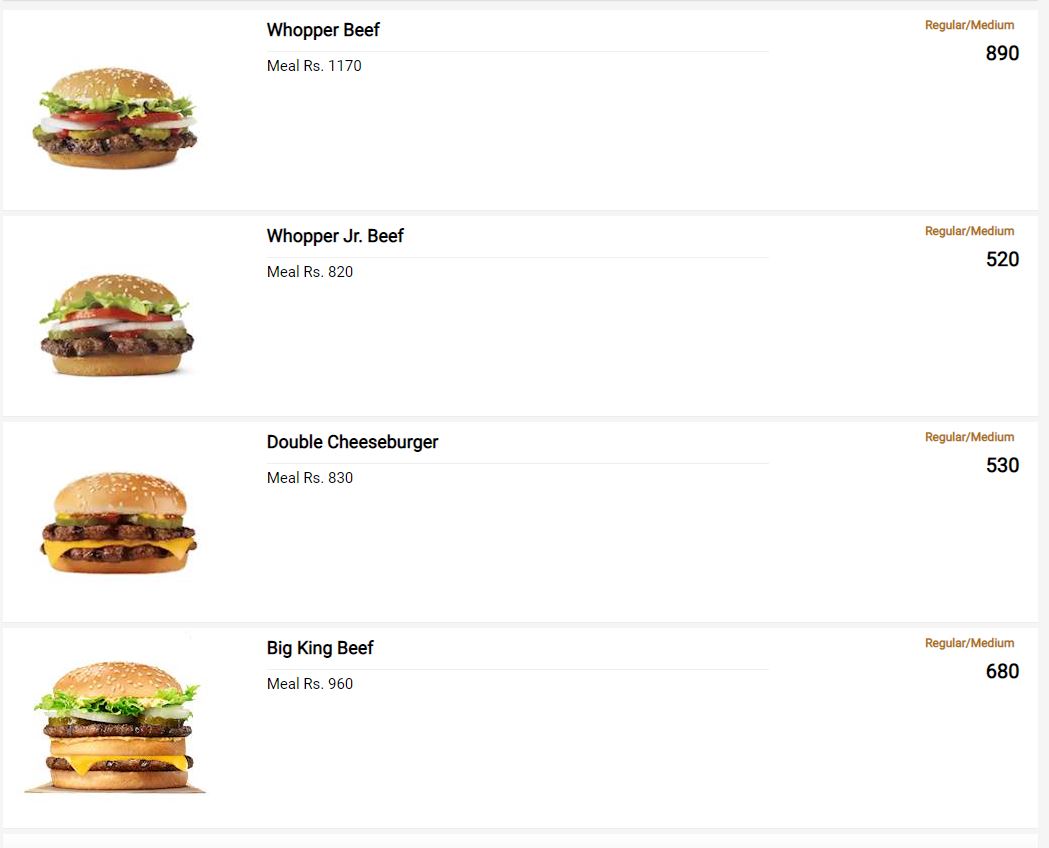 Whopper Beef
Regular/Medium
Meal Rs. 1170
890
Whopper Jr. Beef
Regular/Medium
Meal Rs. 820
520
Double Cheeseburger
Regular/Medium
Meal Rs. 830
530
Big King Beef
Regular/Medium
Meal Rs. 960
680